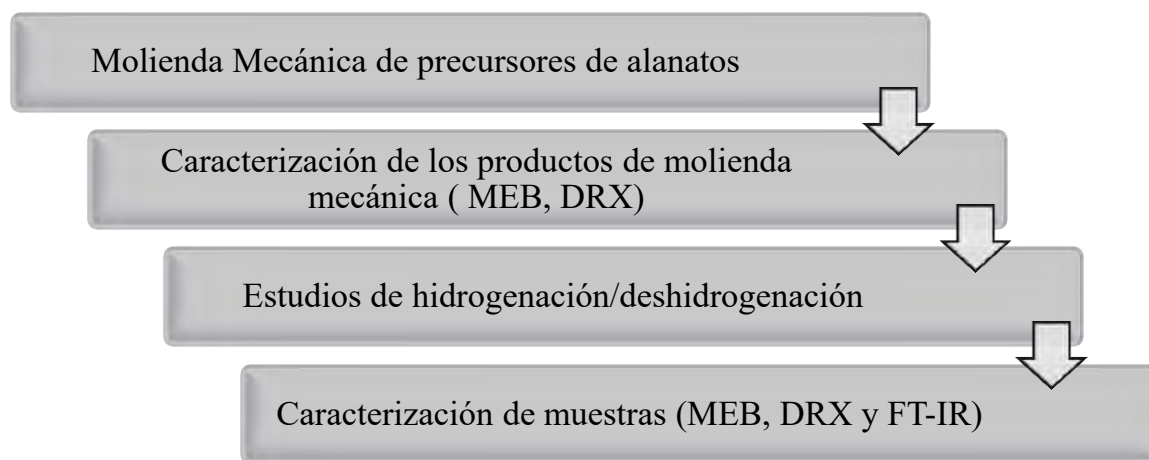 Molienda Mecánica de precursores de alanatos
Caracterización de los productos de molienda
mecánica ( MEB, DRX)
Estudios de hidrogenación/deshidrogenación
Caracterización de muestras (MEB, DRX y FT-IR)